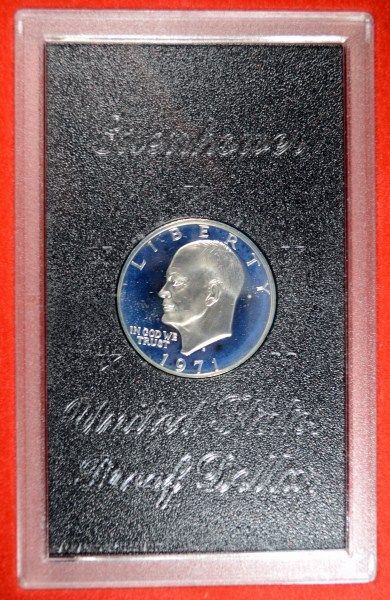 Eisenhower
LIBERTY
IN GOD WE
TRUST
S
1971
United States
Proof Dollar